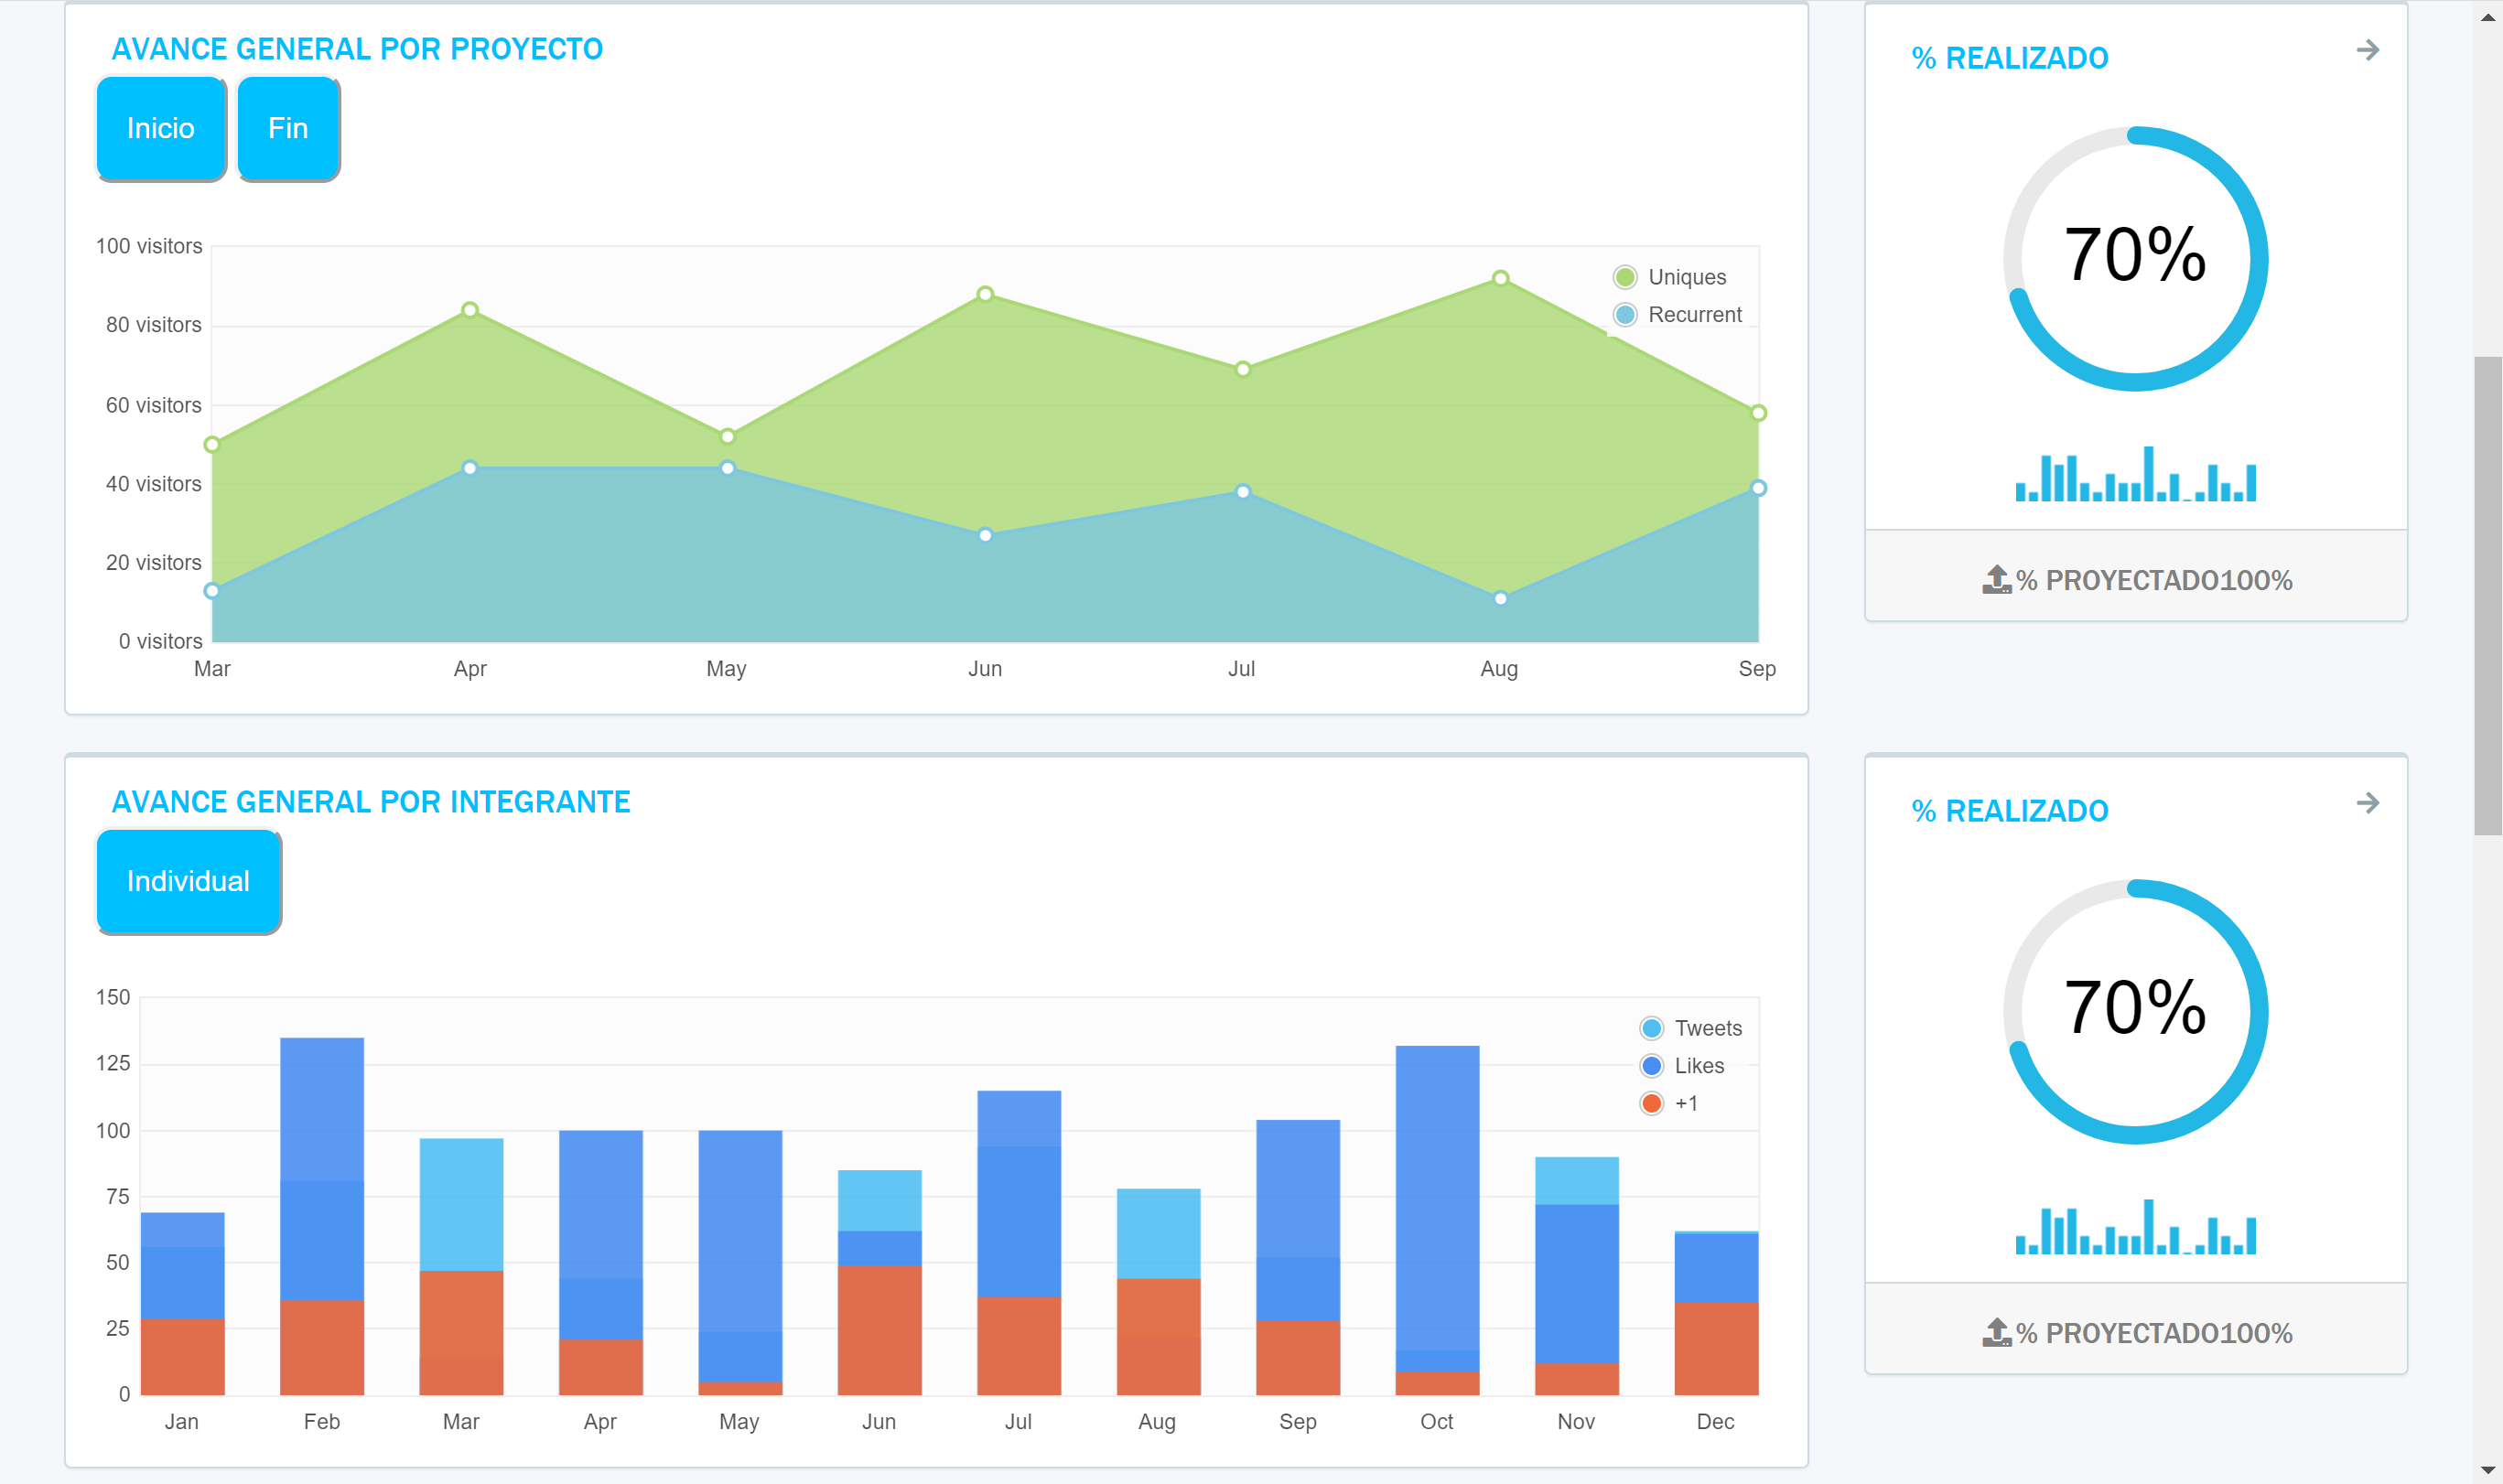 AVANCE GENERAL POR PROYECTO
Inicio Fin
100 visitors
80 visitors
60 visitors
40 visitors
20 visitors
0 visitors
Uniques
Recurrent
Mar Apr May Jun Jul Aug Sep
% REALIZADO
70%
% PROYECTADO100%
AVANCE GENERAL POR INTEGRANTE
Individual
150
125
100
75
50
25
0
Tweets
Likes
+1
Jan Feb Mar Apr May Jun Jul Aug Sep Oct Nov Dec
% REALIZADO
70%
% PROYECTADO100%